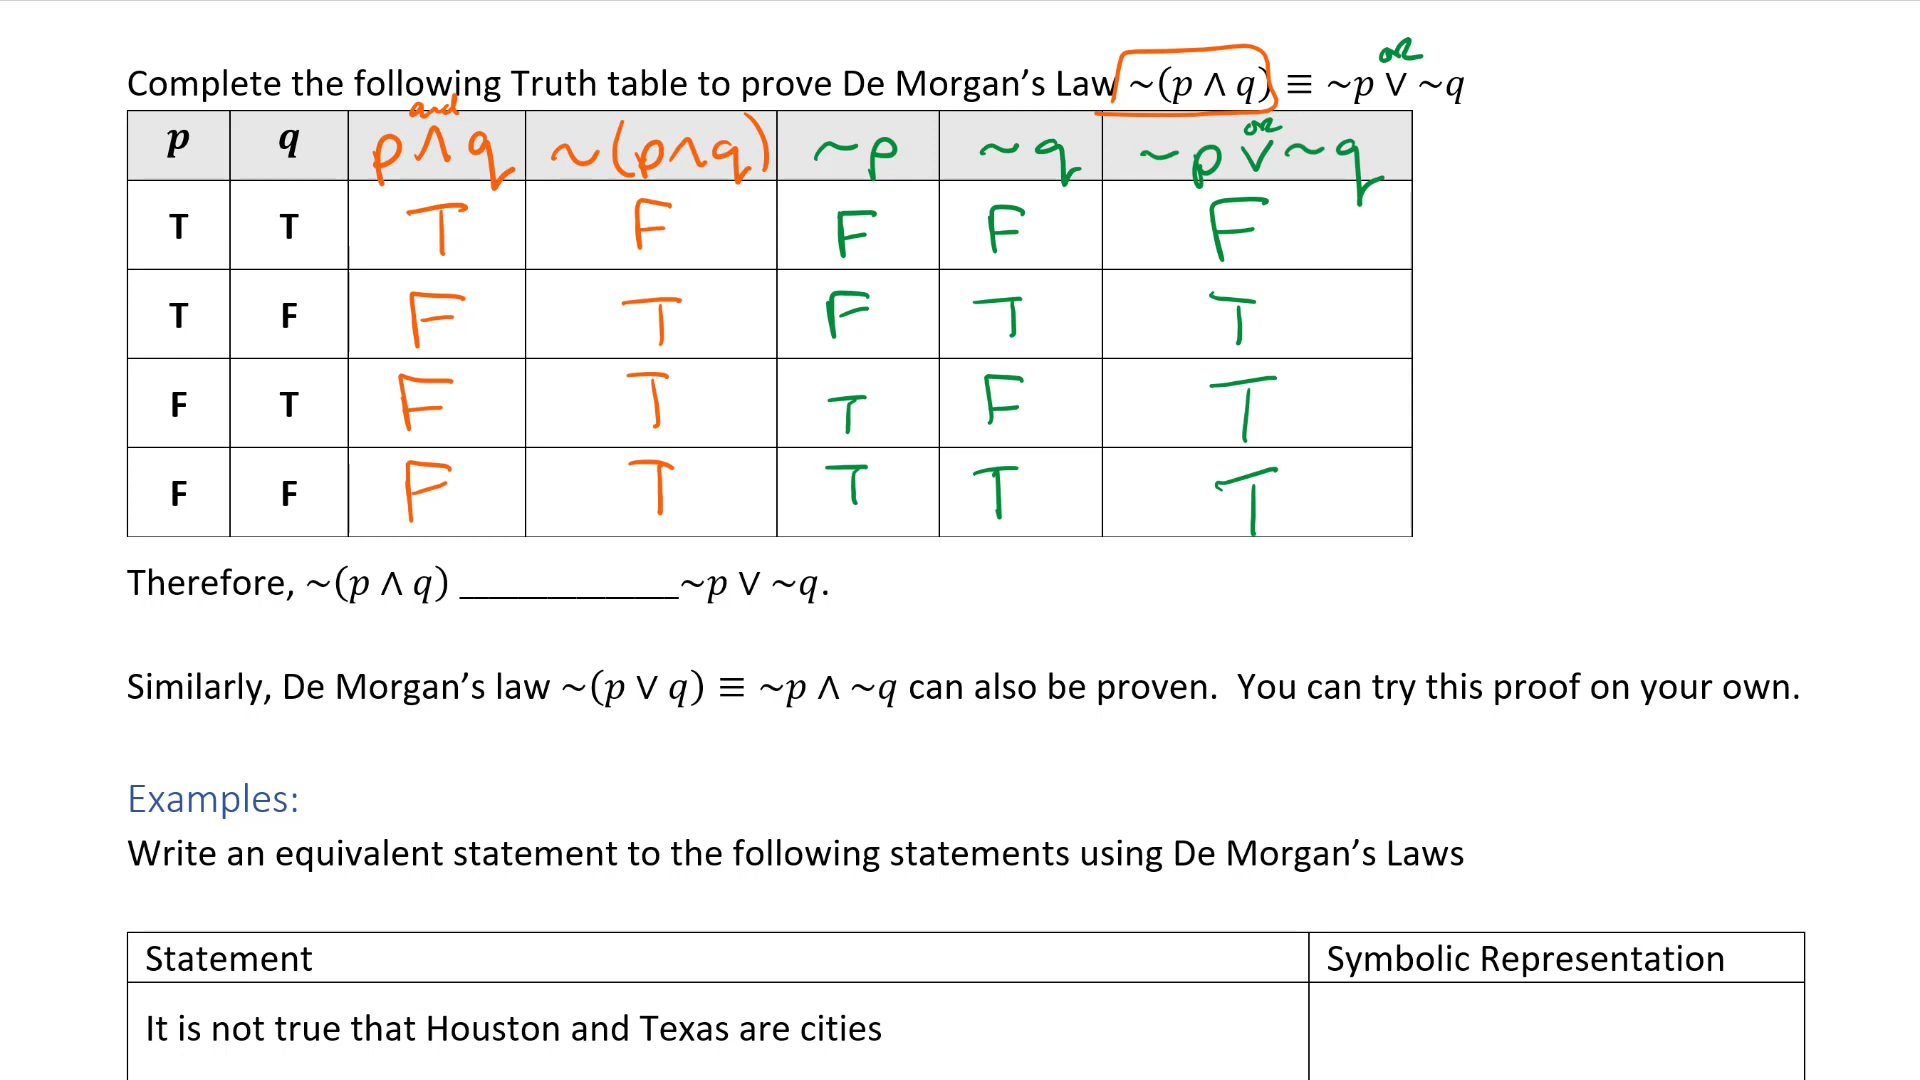 or
Complete the following Truth table to prove De Morgan’s Law ~(p ∧ q) ≡ ~p ∨ ~q
and or
p q p∧q ~(p∧q) ~p ~q ~p ∨ ~q
T T T F F F F
T F F T F T T
F T F T T F T
F F F T T T T
Therefore, ~(p ∧ q) ____________~p ∨ ~q.
Similarly, De Morgan’s law ~(p ∨ q) ≡ ~p ∧ ~q can also be proven. You can try this proof on your own.
Examples:
Write an equivalent statement to the following statements using De Morgan’s Laws
Statement Symbolic Representation
It is not true that Houston and Texas are cities